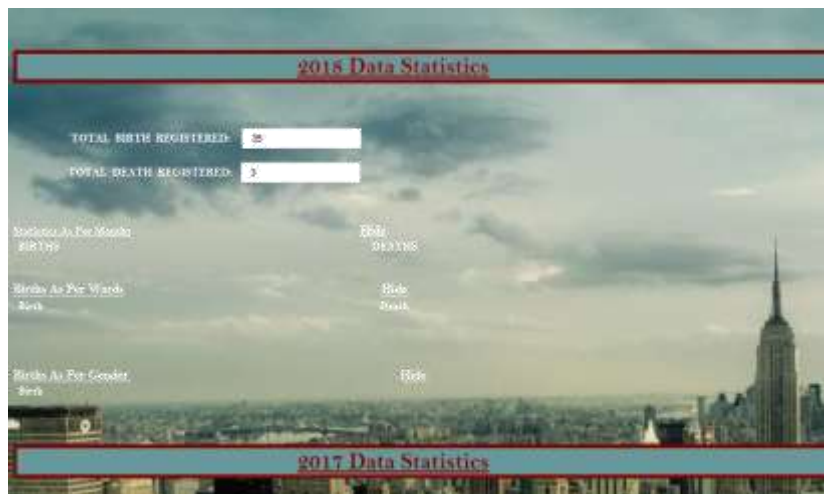 2018 Data Statistics
TOTAL BIRTH REGISTERED:
TOTAL DEATH REGISTERED: 3
Statistics As Per Months Hide
BIRTHS DEATHS
Births As Per Wards Hide
Birth Death
Births As Per Gender Hide
Birth
2017 Data Statistics